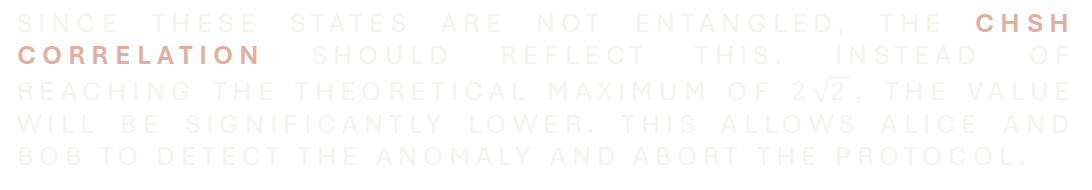 SINCE THESE STATES ARE NOT ENTANGLED, THE CHSH
CORRELATION SHOULD REFLECT THIS. INSTEAD OF
REACHING THE THEORETICAL MAXIMUM OF 2√2, THE VALUE
WILL BE SIGNIFICANTLY LOWER. THIS ALLOWS ALICE AND
BOB TO DETECT THE ANOMALY AND ABORT THE PROTOCOL.